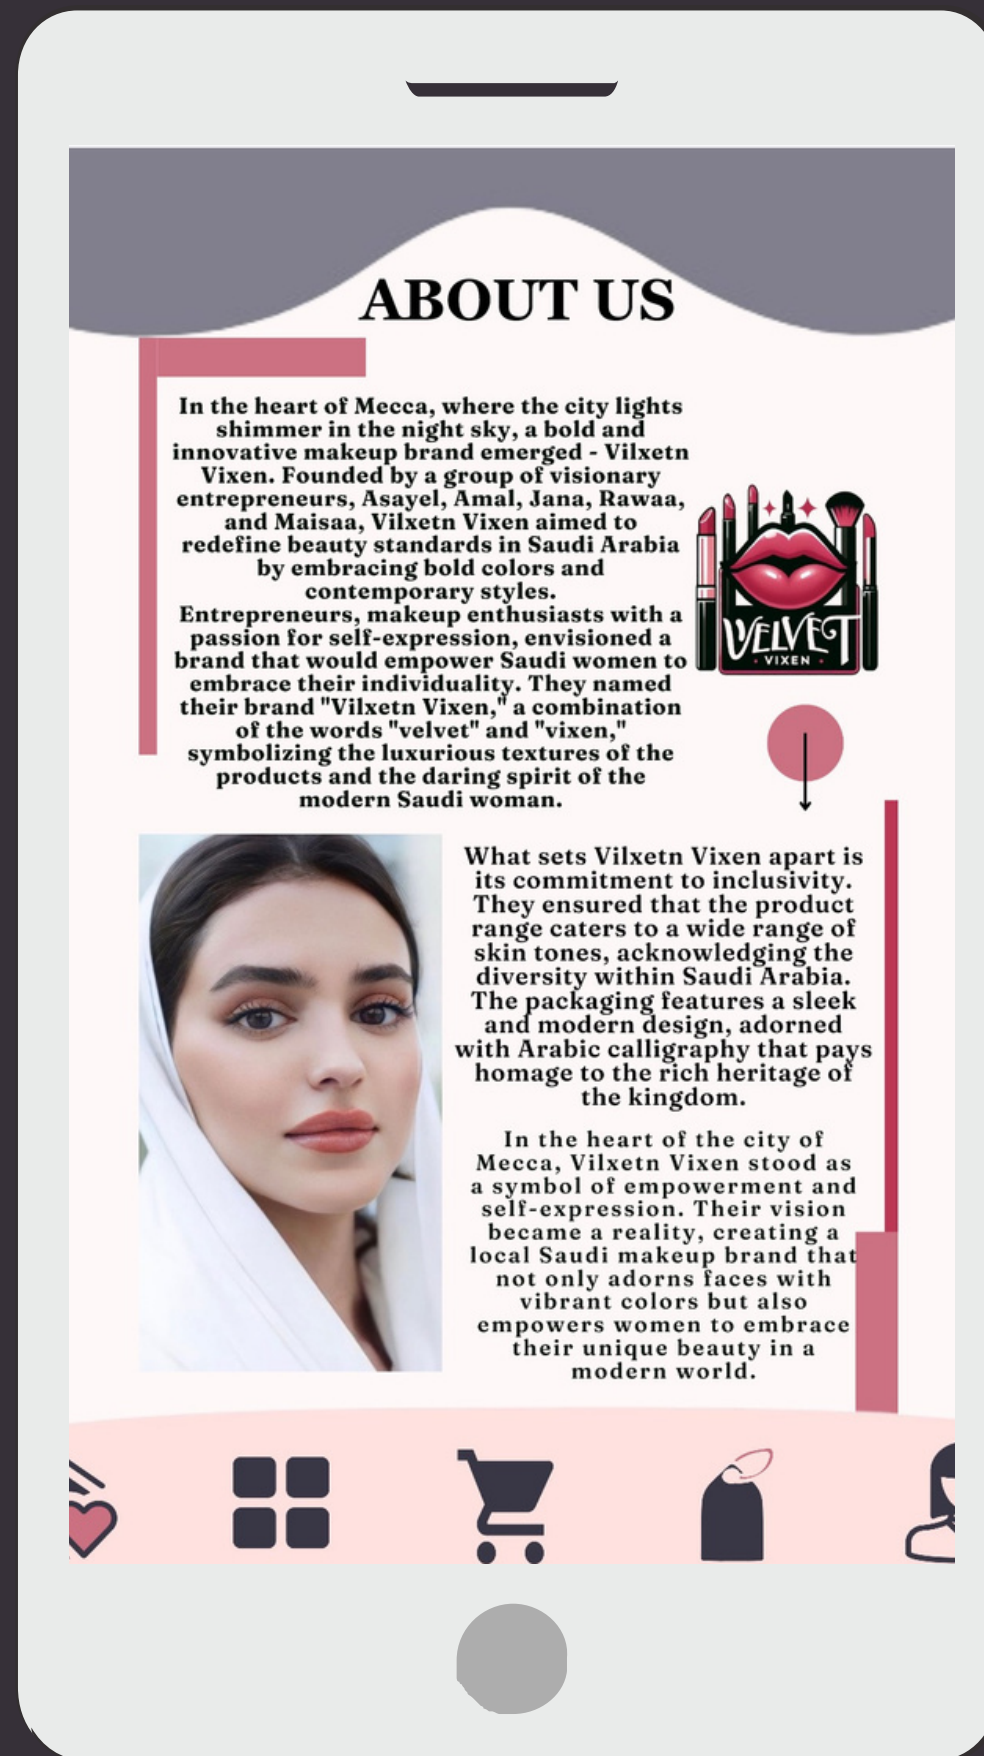 ABOUT US
In the heart of Mecca, where the city lights
shimmer in the night sky, a bold and
innovative makeup brand emerged - Vilxetn
Vixen. Founded by a group of visionary
entrepreneurs, Asayel, Amal, Jana, Rawaa,
and Maisaa, Vilxetn Vixen aimed to
redefine beauty standards in Saudi Arabia
by embracing bold colors and
contemporary styles.
Entrepreneurs, makeup enthusiasts with a
passion for self-expression, envisioned a
brand that would empower Saudi women to
embrace their individuality. They named
their brand "Vilxetn Vixen," a combination
of the words "velvet" and "vixen,"
symbolizing the luxurious textures of the
products and the daring spirit of the
modern Saudi woman.
VELVET
VIXEN
What sets Vilxetn Vixen apart is
its commitment to inclusivity.
They ensured that the product
range caters to a wide range of
skin tones, acknowledging the
diversity within Saudi Arabia.
The packaging features a sleek
and modern design, adorned
with Arabic calligraphy that pays
homage to the rich heritage of
the kingdom.
In the heart of the city of
Mecca, Vilxetn Vixen stood as
a symbol of empowerment and
self-expression. Their vision
became a reality, creating a
local Saudi makeup brand that
not only adorns faces with
vibrant colors but also
empowers women to embrace
their unique beauty in a
modern world.